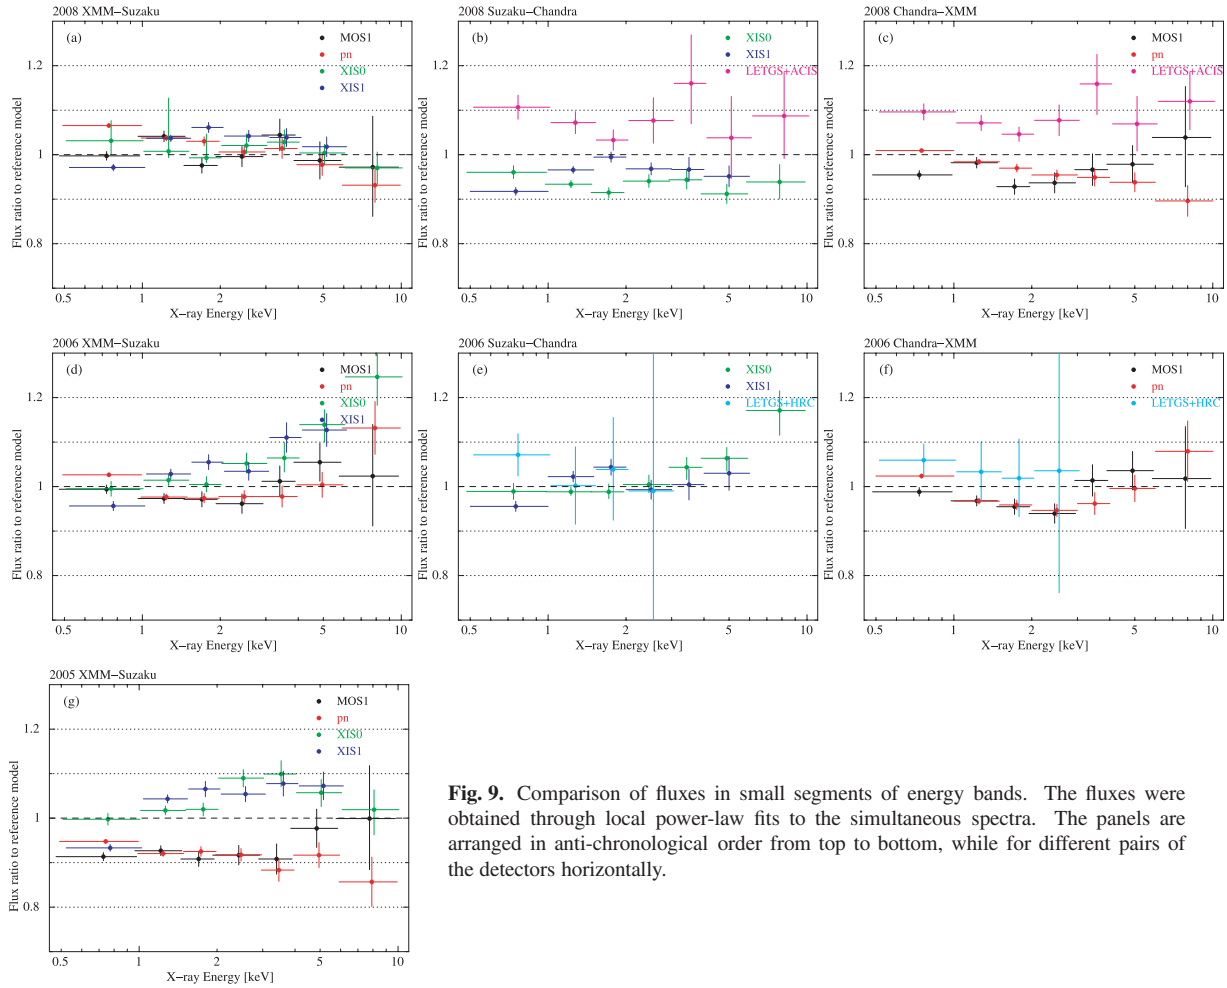 2008 XMM−Suzaku
(a)
MOS1
pn
XIS0
XIS1
1.2
1
0.8
Flux ratio to reference model
0.5
1
2
5
10
X−ray Energy [keV]
2008 Suzaku−Chandra
(b)
XIS0
XIS1
LETGS+ACIS
1.2
1
0.8
Flux ratio to reference model
0.5
1
2
5
10
X−ray Energy [keV]
2008 Chandra−XMM
(c)
MOS1
pn
LETGS+ACIS
1.2
1
0.8
Flux ratio to reference model
0.5
1
2
5
10
X−ray Energy [keV]
2006 XMM−Suzaku
(d)
MOS1
pn
XIS0
XIS1
1.2
1
0.8
Flux ratio to reference model
0.5
1
2
5
10
X−ray Energy [keV]
2006 Suzaku−Chandra
(e)
XIS0
XIS1
LETGS+HRC
1.2
1
0.8
Flux ratio to reference model
0.5
1
2
5
10
X−ray Energy [keV]
2006 Chandra−XMM
(f)
MOS1
pn
LETGS+HRC
1.2
1
0.8
Flux ratio to reference model
0.5
1
2
5
10
X−ray Energy [keV]
2005 XMM−Suzaku
(g)
MOS1
pn
XIS0
XIS1
1.2
1
0.8
Flux ratio to reference model
0.5
1
2
5
10
X−ray Energy [keV]
Fig. 9. Comparison of fluxes in small segments of energy bands. The fluxes were
obtained through local power-law fits to the simultaneous spectra. The panels are
arranged in anti-chronological order from top to bottom, while for different pairs of
the detectors horizontally.